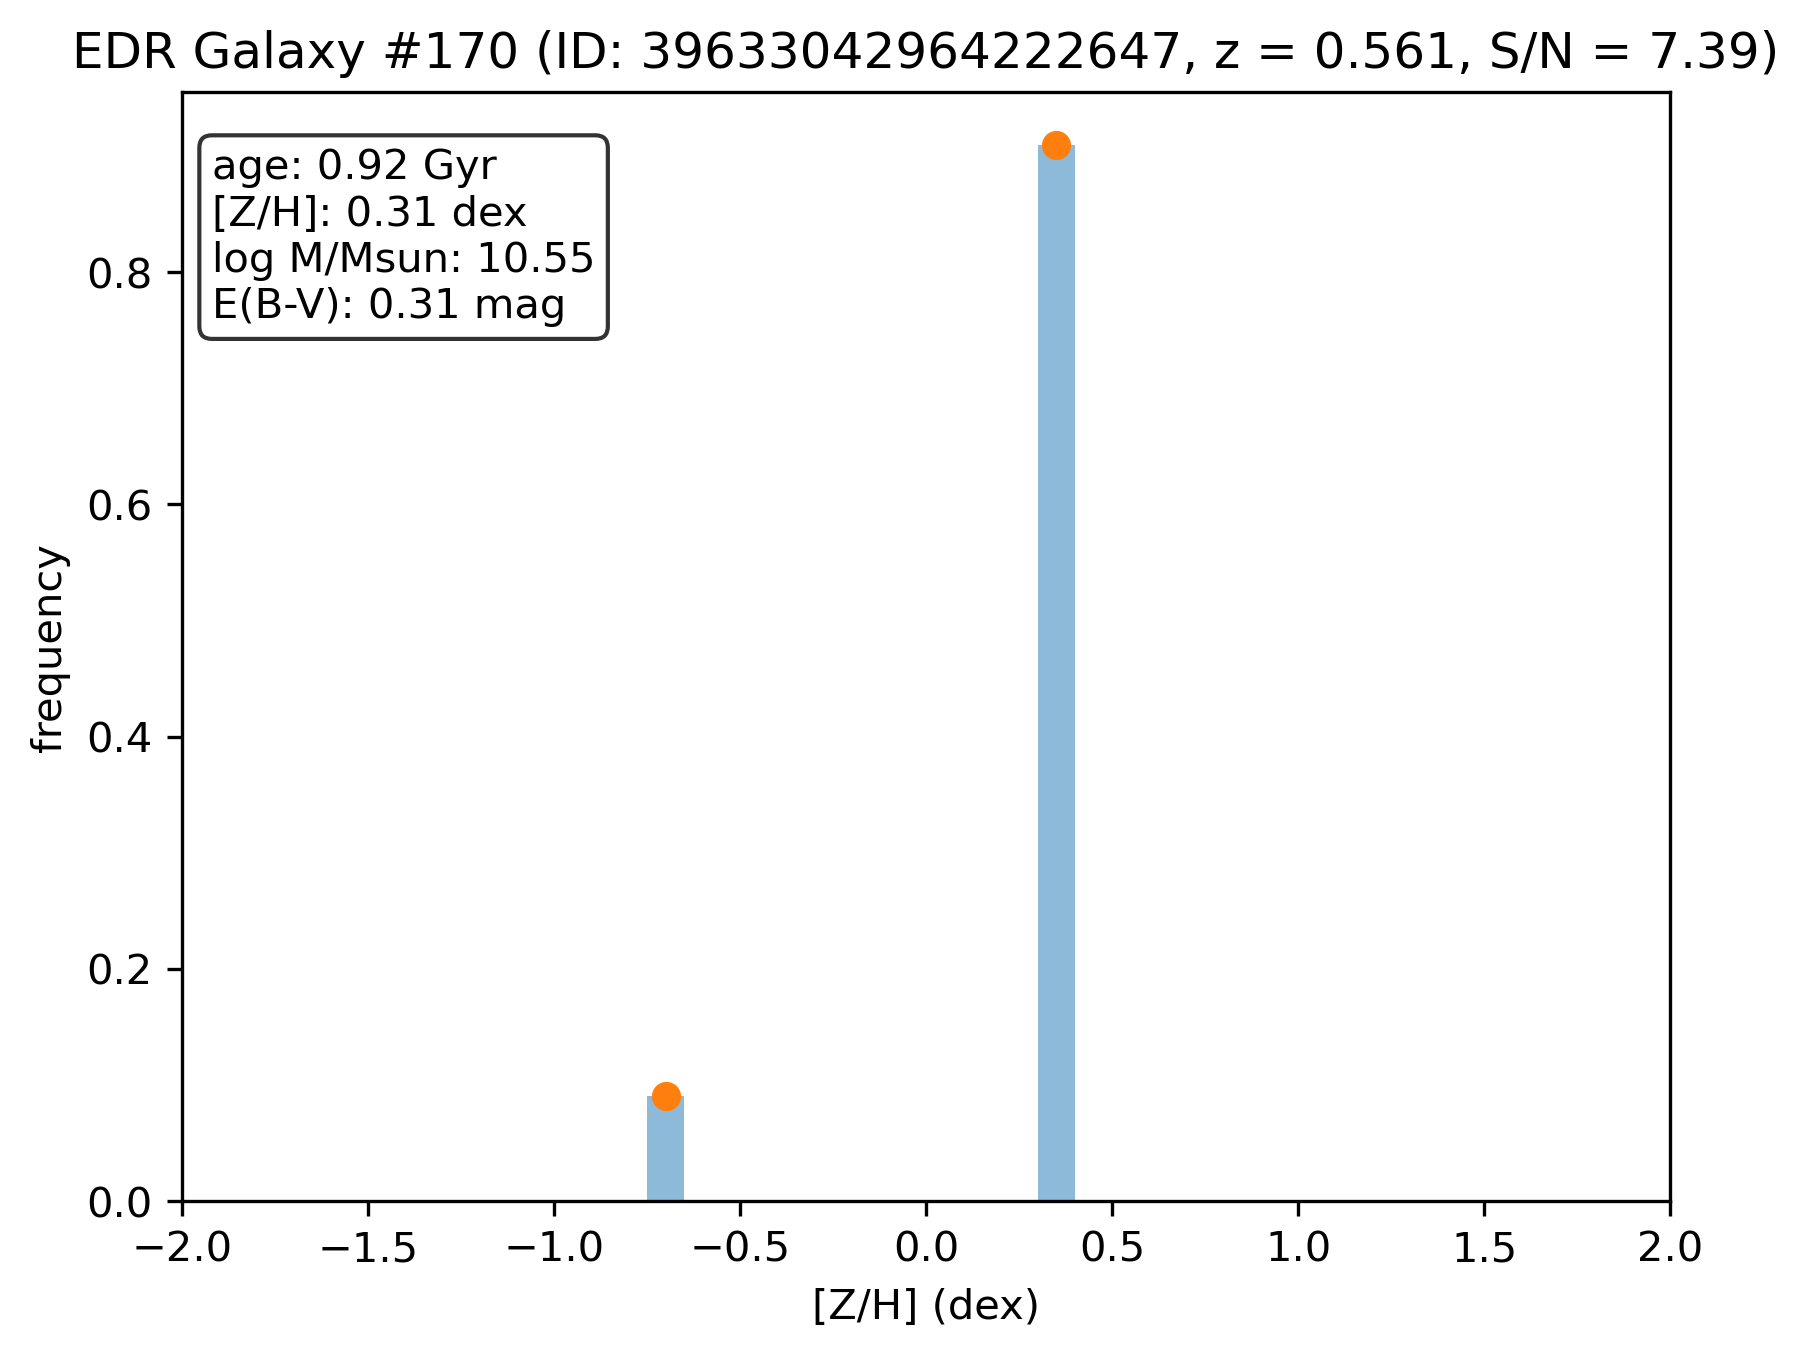 EDR Galaxy #170 (ID: 39633042964222647, z = 0.561, S/N = 7.39)
age: 0.92 Gyr
[Z/H]: 0.31 dex
log M/Msun: 10.55
E(B-V): 0.31 mag
0.8
0.6
0.4
0.2
0.0
frequency
−2.0 −1.5 −1.0 −0.5 0.0 0.5 1.0 1.5 2.0
[Z/H] (dex)